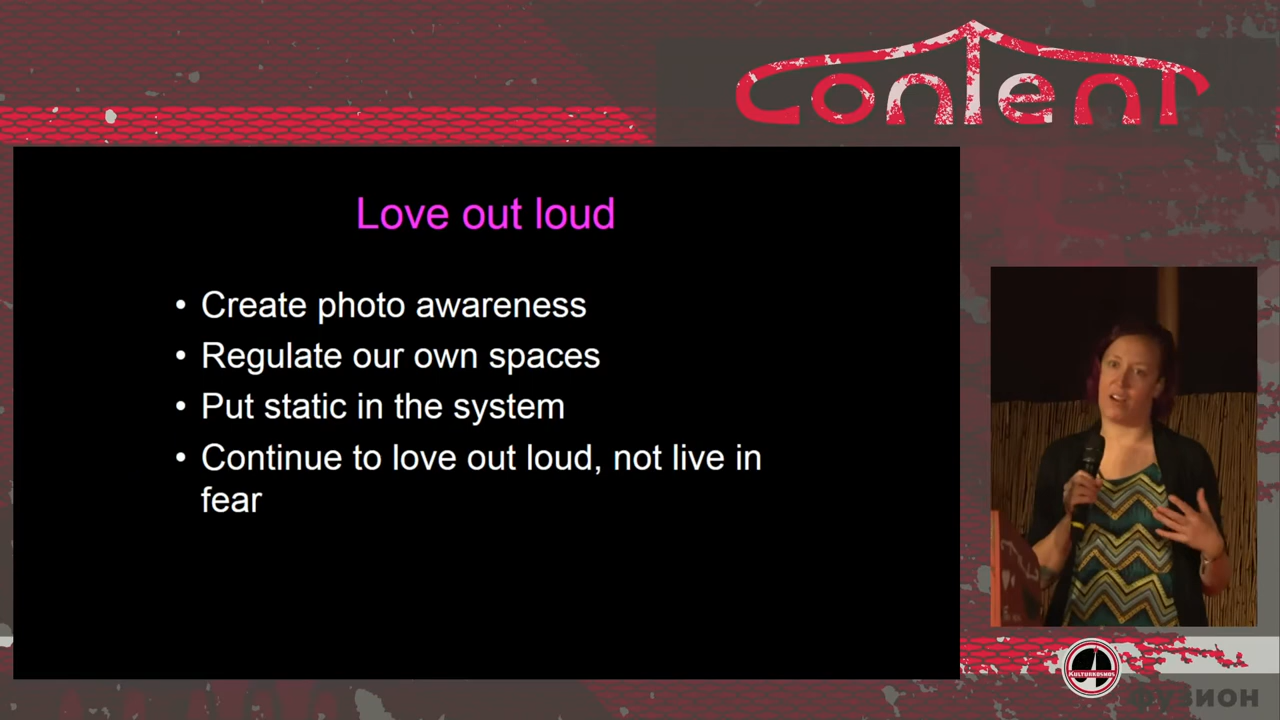 Content
Love out loud
• Create photo awareness
• Regulate our own spaces
• Put static in the system
• Continue to love out loud, not live in
fear
KULTURKOSMOS
фузион